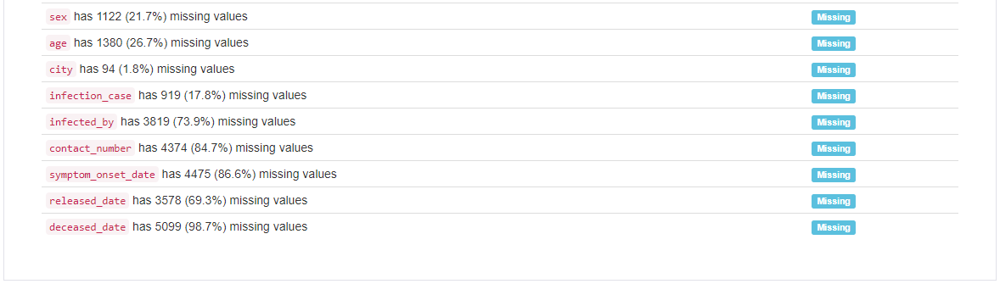 sex has 1122 (21.7%) missing values Missing
age has 1380 (26.7%) missing values Missing
city has 94 (1.8%) missing values Missing
infection_case has 919 (17.8%) missing values Missing
infected_by has 3819 (73.9%) missing values Missing
contact_number has 4374 (84.7%) missing values Missing
symptom_onset_date has 4475 (86.6%) missing values Missing
released_date has 3578 (69.3%) missing values Missing
deceased_date has 5099 (98.7%) missing values Missing